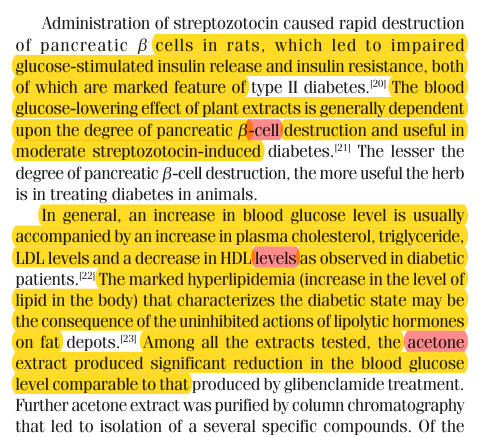 Administration of streptozotocin caused rapid destruction
of pancreatic β cells in rats, which led to impaired
glucose-stimulated insulin release and insulin resistance, both
of which are marked feature of type II diabetes.[20] The blood
glucose-lowering effect of plant extracts is generally dependent
upon the degree of pancreatic β-cell destruction and useful in
moderate streptozotocin-induced diabetes.[21] The lesser the
degree of pancreatic β-cell destruction, the more useful the herb
is in treating diabetes in animals.
In general, an increase in blood glucose level is usually
accompanied by an increase in plasma cholesterol, triglyceride,
LDL levels and a decrease in HDL levels as observed in diabetic
patients.[22] The marked hyperlipidemia (increase in the level of
lipid in the body) that characterizes the diabetic state may be
the consequence of the uninhibited actions of lipolytic hormones
on fat depots.[23] Among all the extracts tested, the acetone
extract produced significant reduction in the blood glucose
level comparable to that produced by glibenclamide treatment.
Further acetone extract was purified by column chromatography
that led to isolation of a several specific compounds. Of the